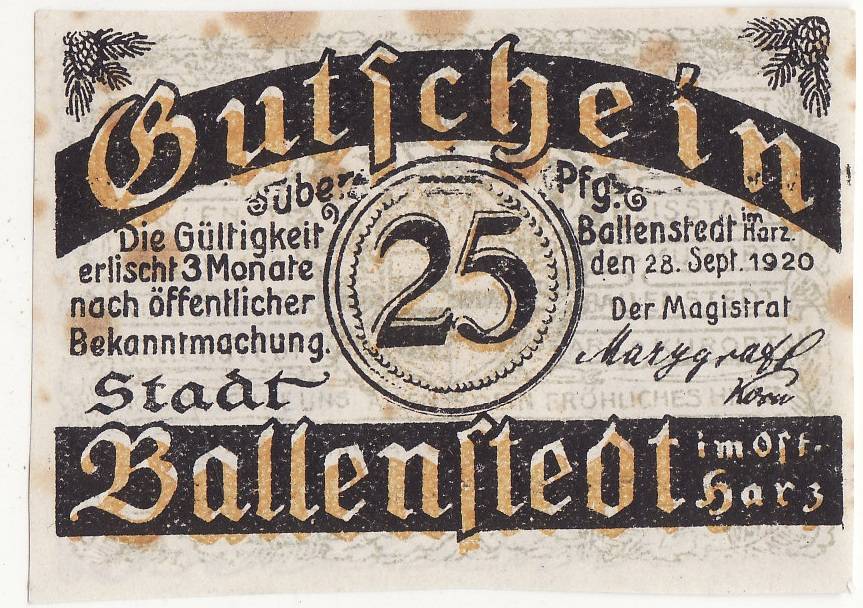 Gutschein
über 25 Pfg.
Die Gültigkeit
erlischt 3 Monate
nach öffentlicher
Bekanntmachung.
Ballenstedt im Harz.
den 28. Sept. 1920
Der Magistrat
Stadt
Ballenstedt im Ost-
Harz